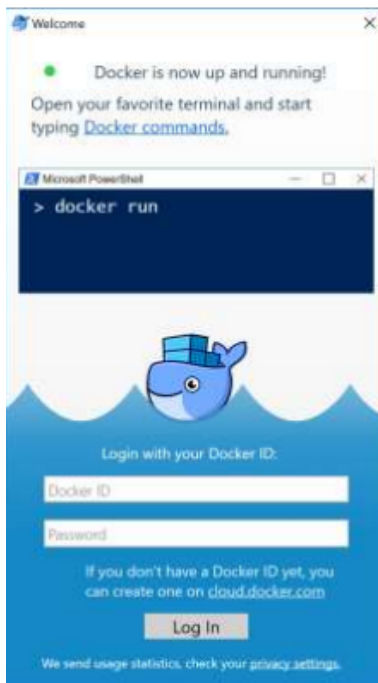 Welcome
Docker is now up and running!
Open your favorite terminal and start
typing Docker commands.
Microsoft PowerShell
> docker run
Login with your Docker ID:
Docker ID
Password
If you don't have a Docker ID yet, you
can create one on cloud.docker.com
Log In
We send usage statistics, check your privacy settings.